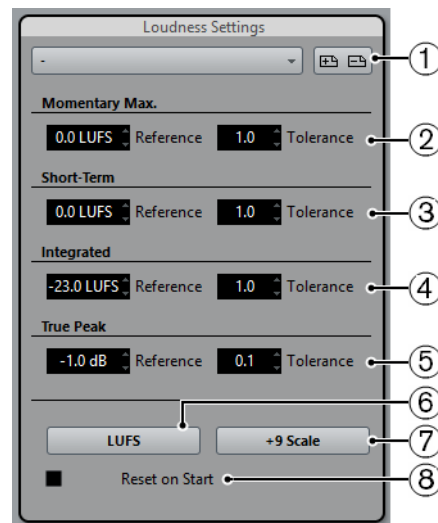 Loudness Settings
-
1
Momentary Max.
0.0 LUFS Reference 1.0 Tolerance 2
Short-Term
0.0 LUFS Reference 1.0 Tolerance 3
Integrated
-23.0 LUFS Reference 1.0 Tolerance 4
True Peak
-1.0 dB Reference 0.1 Tolerance 5
6
LUFS +9 Scale 7
Reset on Start 8